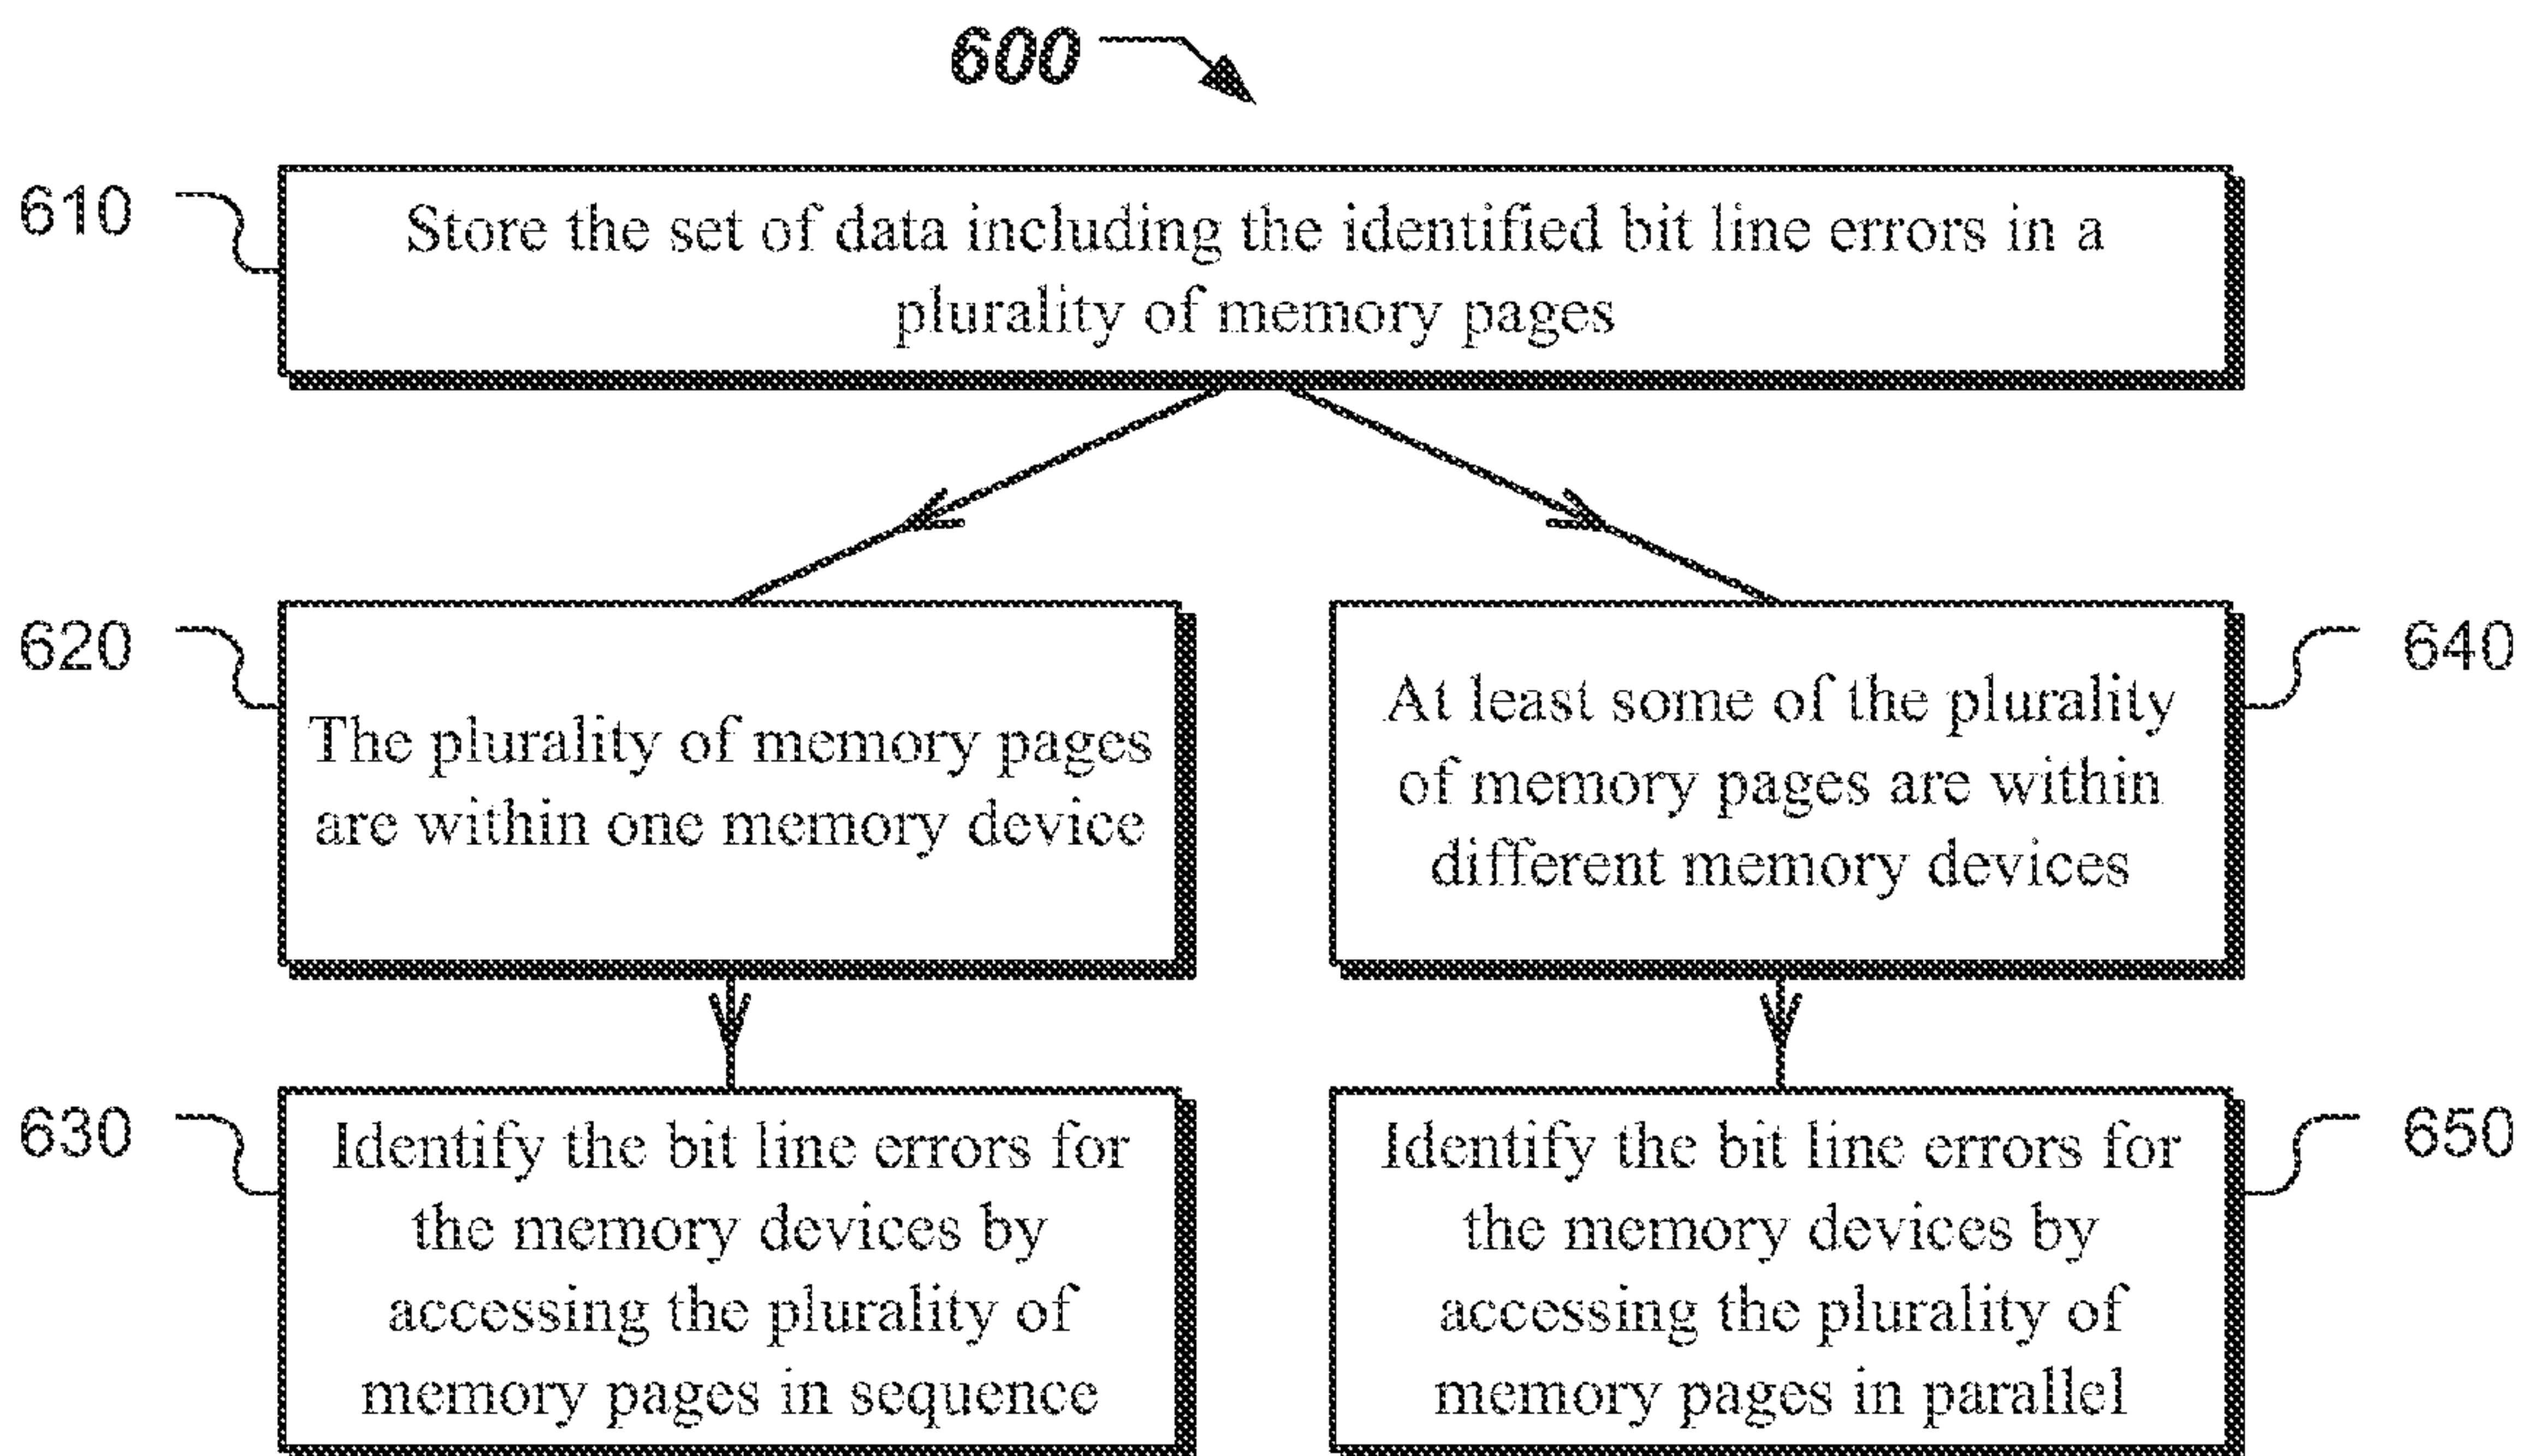 600
610
Store the set of data including the identified bit line errors in a
plurality of memory pages
620
The plurality of memory pages
are within one memory device
640
At least some of the plurality
of memory pages are within
different memory devices
630
Identify the bit line errors for
the memory devices by
accessing the plurality of
memory pages in sequence
650
Identify the bit line errors for
the memory devices by
accessing the plurality of
memory pages in parallel